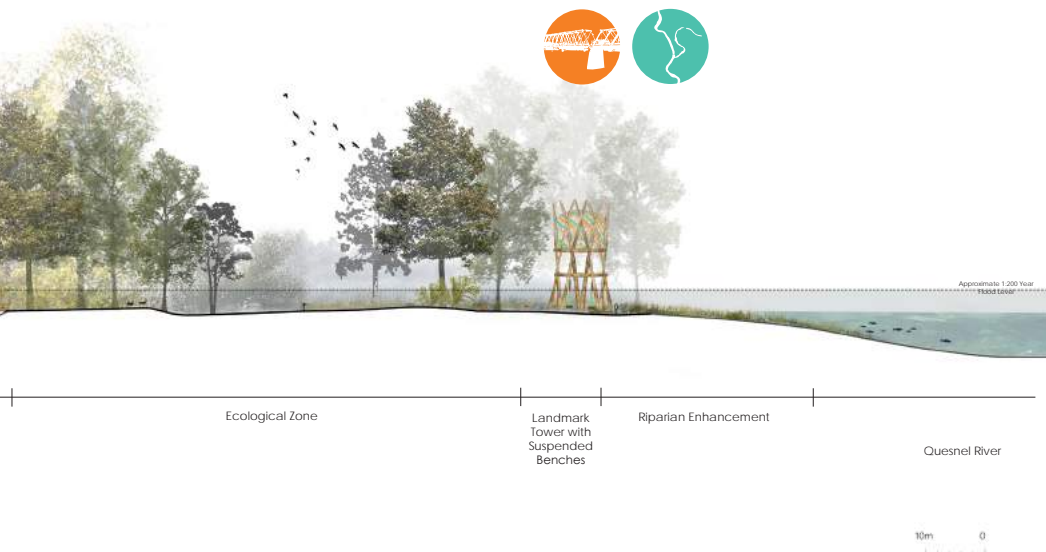 Approximate 1:200 Year
Flood Level
Ecological Zone
Landmark
Tower with
Suspended
Benches
Riparian Enhancement
Quesnel River
10m 0